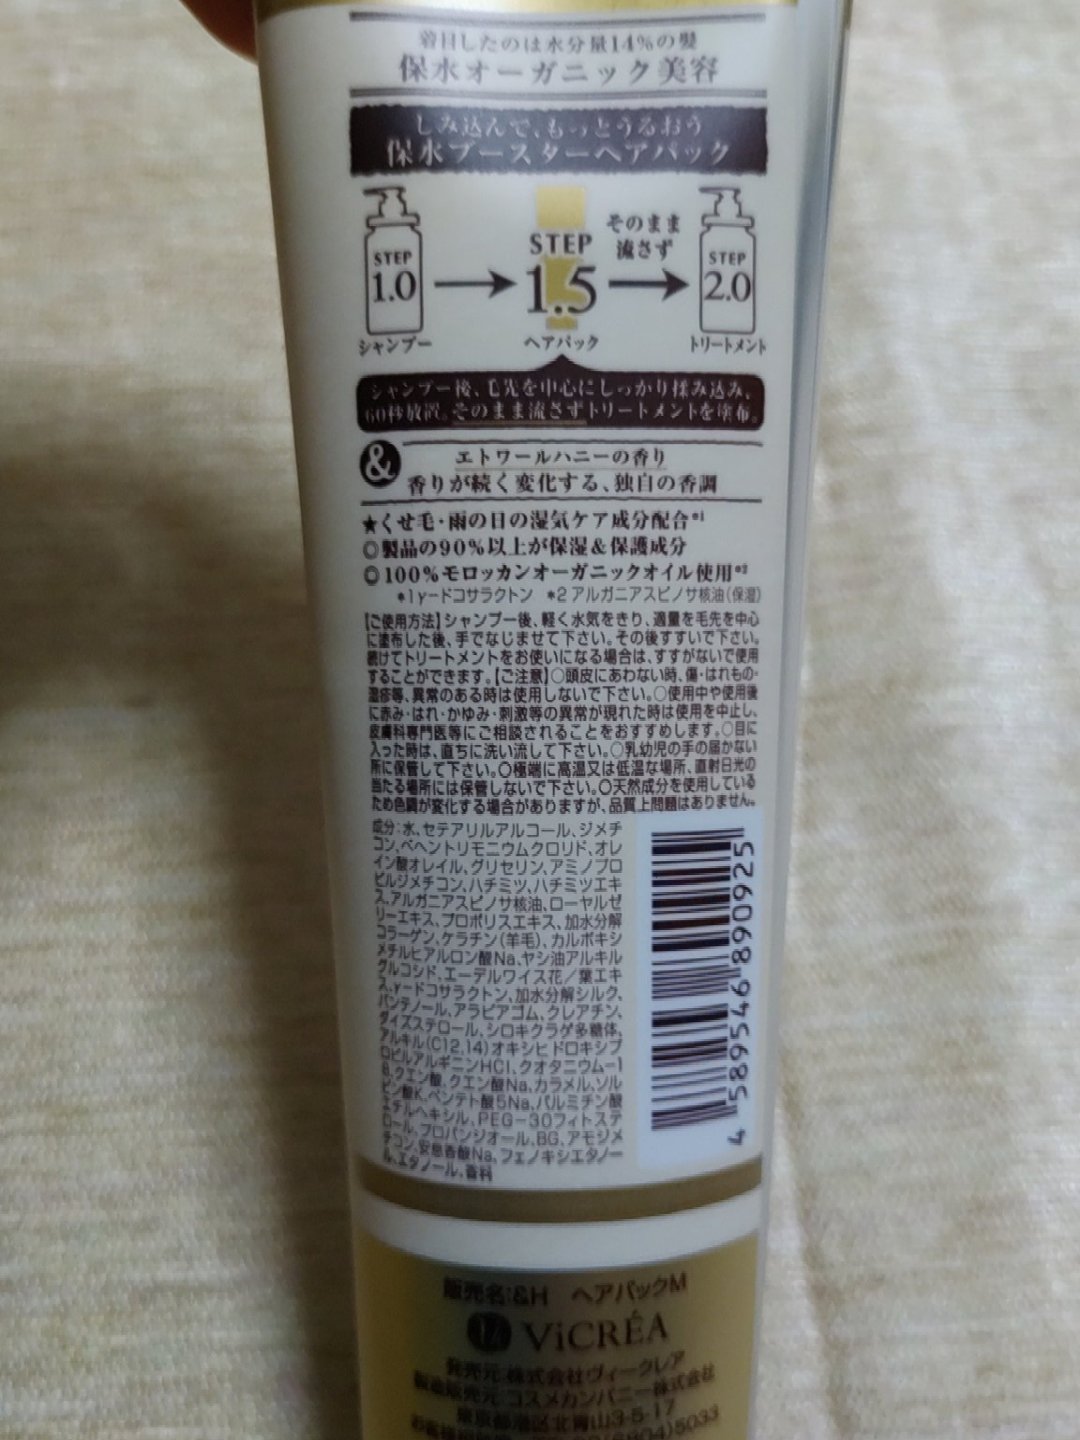 着目したのは水分量14%の髪
保水オーガニック美容
しみ込んで、もっとうるおう
保水ブースターヘアパック
STEP
1.0
シャンプー
STEP
1.5
ヘアパック
そのまま
流さず
STEP
2.0
トリートメント
シャンプー後、毛先を中心にしっかり揉み込み、
60秒放置。そのまま流さずトリートメントを塗布。
&
エトワールハニーの香り
香りが続く変化する、独自の香調
★くせ毛・雨の日の湿気ケア成分配合*1
◎製品の90%以上が保湿&保護成分
◎100%モロッカンオーガニックオイル使用*2
*1 γードコサラクトン *2 アルガニアスピノサ核油(保湿)
【ご使用方法】シャンプー後、軽く水気をきり、適量を毛先を中心
に塗布した後、手でなじませて下さい。その後すすいで下さい。
続けてトリートメントをお使いになる場合は、すすがないで使用
することができます。【ご注意】○頭皮にあわない時、傷・はれもの・
湿疹等、異常のある時は使用しないで下さい。○使用中や使用後
に赤み・はれ・かゆみ・刺激等の異常が現れた時は使用を中止し、
皮膚科専門医等にご相談されることをおすすめします。○目に
入った時は、直ちに洗い流して下さい。○乳幼児の手の届かない
所に保管して下さい。○極端に高温又は低温な場所、直射日光の
当たる場所には保管しないで下さい。○天然成分を使用している
ため色調が変化する場合がありますが、品質上問題はありません。
成分:水、セテアリルアルコール、ジメチ
コン、ベヘントリモニウムクロリド、オレ
イン酸オレイル、グリセリン、アミノプロ
ピルジメチコン、ハチミツ、ハチミツエキ
ス、アルガニアスピノサ核油、ローヤルゼ
リーエキス、プロポリスエキス、加水分解
コラーゲン、ケラチン(羊毛)、カルボキシ
メチルヒアルロン酸Na、ヤシ油アルキル
グルコシド、エーデルワイス花/葉エキ
ス、γードコサラクトン、加水分解シルク、
パンテノール、アラビアゴム、クレアチン、
ダイズステロール、シロキクラゲ多糖体、
アルキル(C12,14)オキシヒドロキシプ
ロピルアルギニンHCl、クオタニウム-1
8、クエン酸、クエン酸Na、カラメル、ソル
ビン酸K、ペンテト酸5Na、パルミチン酸
エチルヘキシル、PEG-30フィトステ
ロール、プロパンジオール、BG、アモジメ
チコン、安息香酸Na、フェノキシエタノー
ル、エタノール、香料
4 589546 890925
販売名:&H ヘアパックM
ViCRÉA
発売元:株式会社ヴィークレア
製造販売元:コスメカンパニー株式会社
東京都港区北青山3-5-17